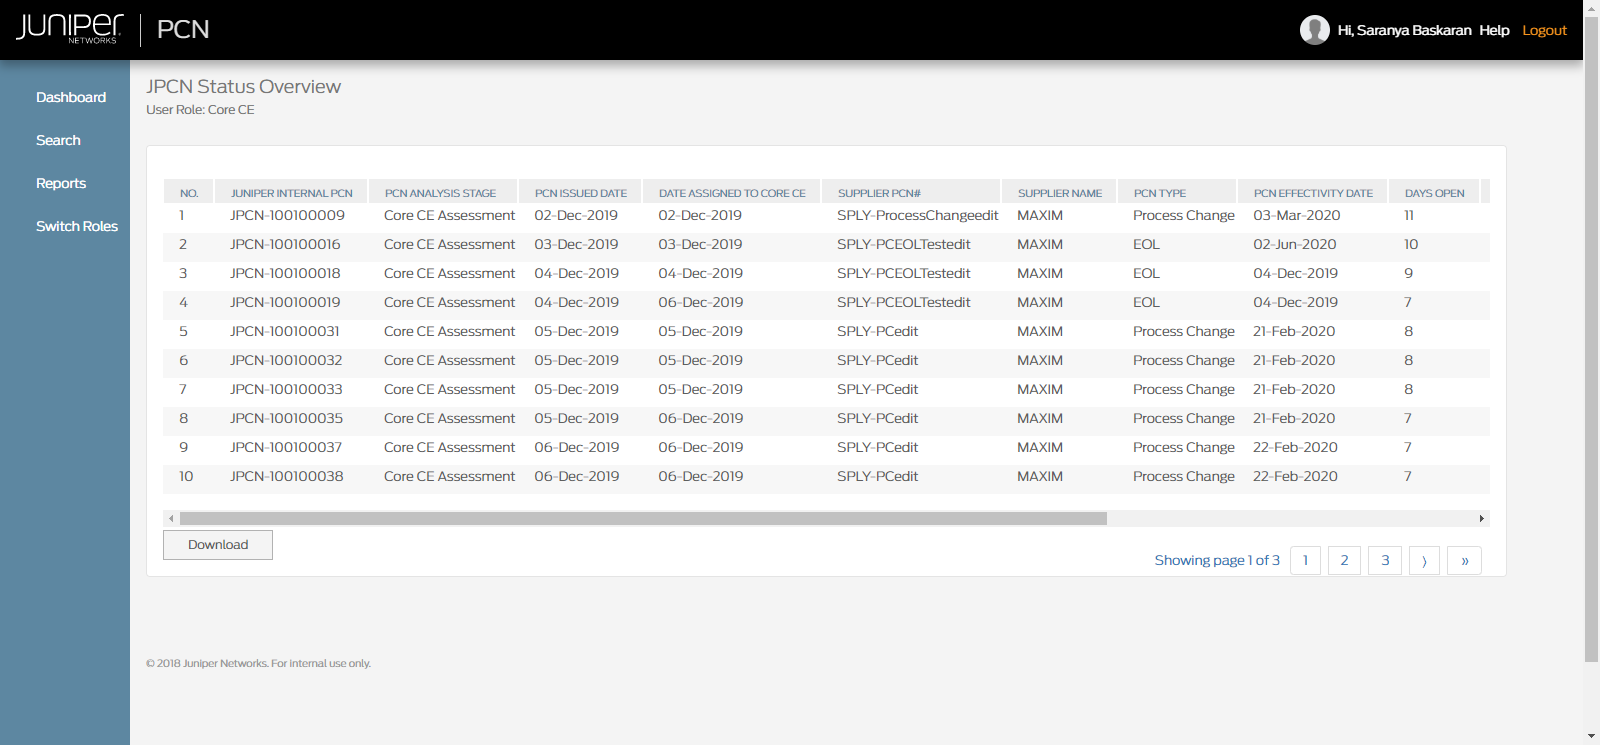 JUNIPER NETWORKS PCN Hi, Saranya Baskaran Help Logout
Dashboard
Search
Reports
Switch Roles
JPCN Status Overview
User Role: Core CE
NO. JUNIPER INTERNAL PCN PCN ANALYSIS STAGE PCN ISSUED DATE DATE ASSIGNED TO CORE CE SUPPLIER PCN# SUPPLIER NAME PCN TYPE PCN EFFECTIVITY DATE DAYS OPEN
1 JPCN-100100009 Core CE Assessment 02-Dec-2019 02-Dec-2019 SPLY-ProcessChangeedit MAXIM Process Change 03-Mar-2020 11
2 JPCN-100100016 Core CE Assessment 03-Dec-2019 03-Dec-2019 SPLY-PCEOLTestedit MAXIM EOL 02-Jun-2020 10
3 JPCN-100100018 Core CE Assessment 04-Dec-2019 04-Dec-2019 SPLY-PCEOLTestedit MAXIM EOL 04-Dec-2019 9
4 JPCN-100100019 Core CE Assessment 04-Dec-2019 06-Dec-2019 SPLY-PCEOLTestedit MAXIM EOL 04-Dec-2019 7
5 JPCN-100100031 Core CE Assessment 05-Dec-2019 05-Dec-2019 SPLY-PCedit MAXIM Process Change 21-Feb-2020 8
6 JPCN-100100032 Core CE Assessment 05-Dec-2019 05-Dec-2019 SPLY-PCedit MAXIM Process Change 21-Feb-2020 8
7 JPCN-100100033 Core CE Assessment 05-Dec-2019 05-Dec-2019 SPLY-PCedit MAXIM Process Change 21-Feb-2020 8
8 JPCN-100100035 Core CE Assessment 05-Dec-2019 06-Dec-2019 SPLY-PCedit MAXIM Process Change 21-Feb-2020 7
9 JPCN-100100037 Core CE Assessment 06-Dec-2019 06-Dec-2019 SPLY-PCedit MAXIM Process Change 22-Feb-2020 7
10 JPCN-100100038 Core CE Assessment 06-Dec-2019 06-Dec-2019 SPLY-PCedit MAXIM Process Change 22-Feb-2020 7
Download
Showing page 1 of 3 1 2 3 ⟩ »
© 2018 Juniper Networks. For internal use only.